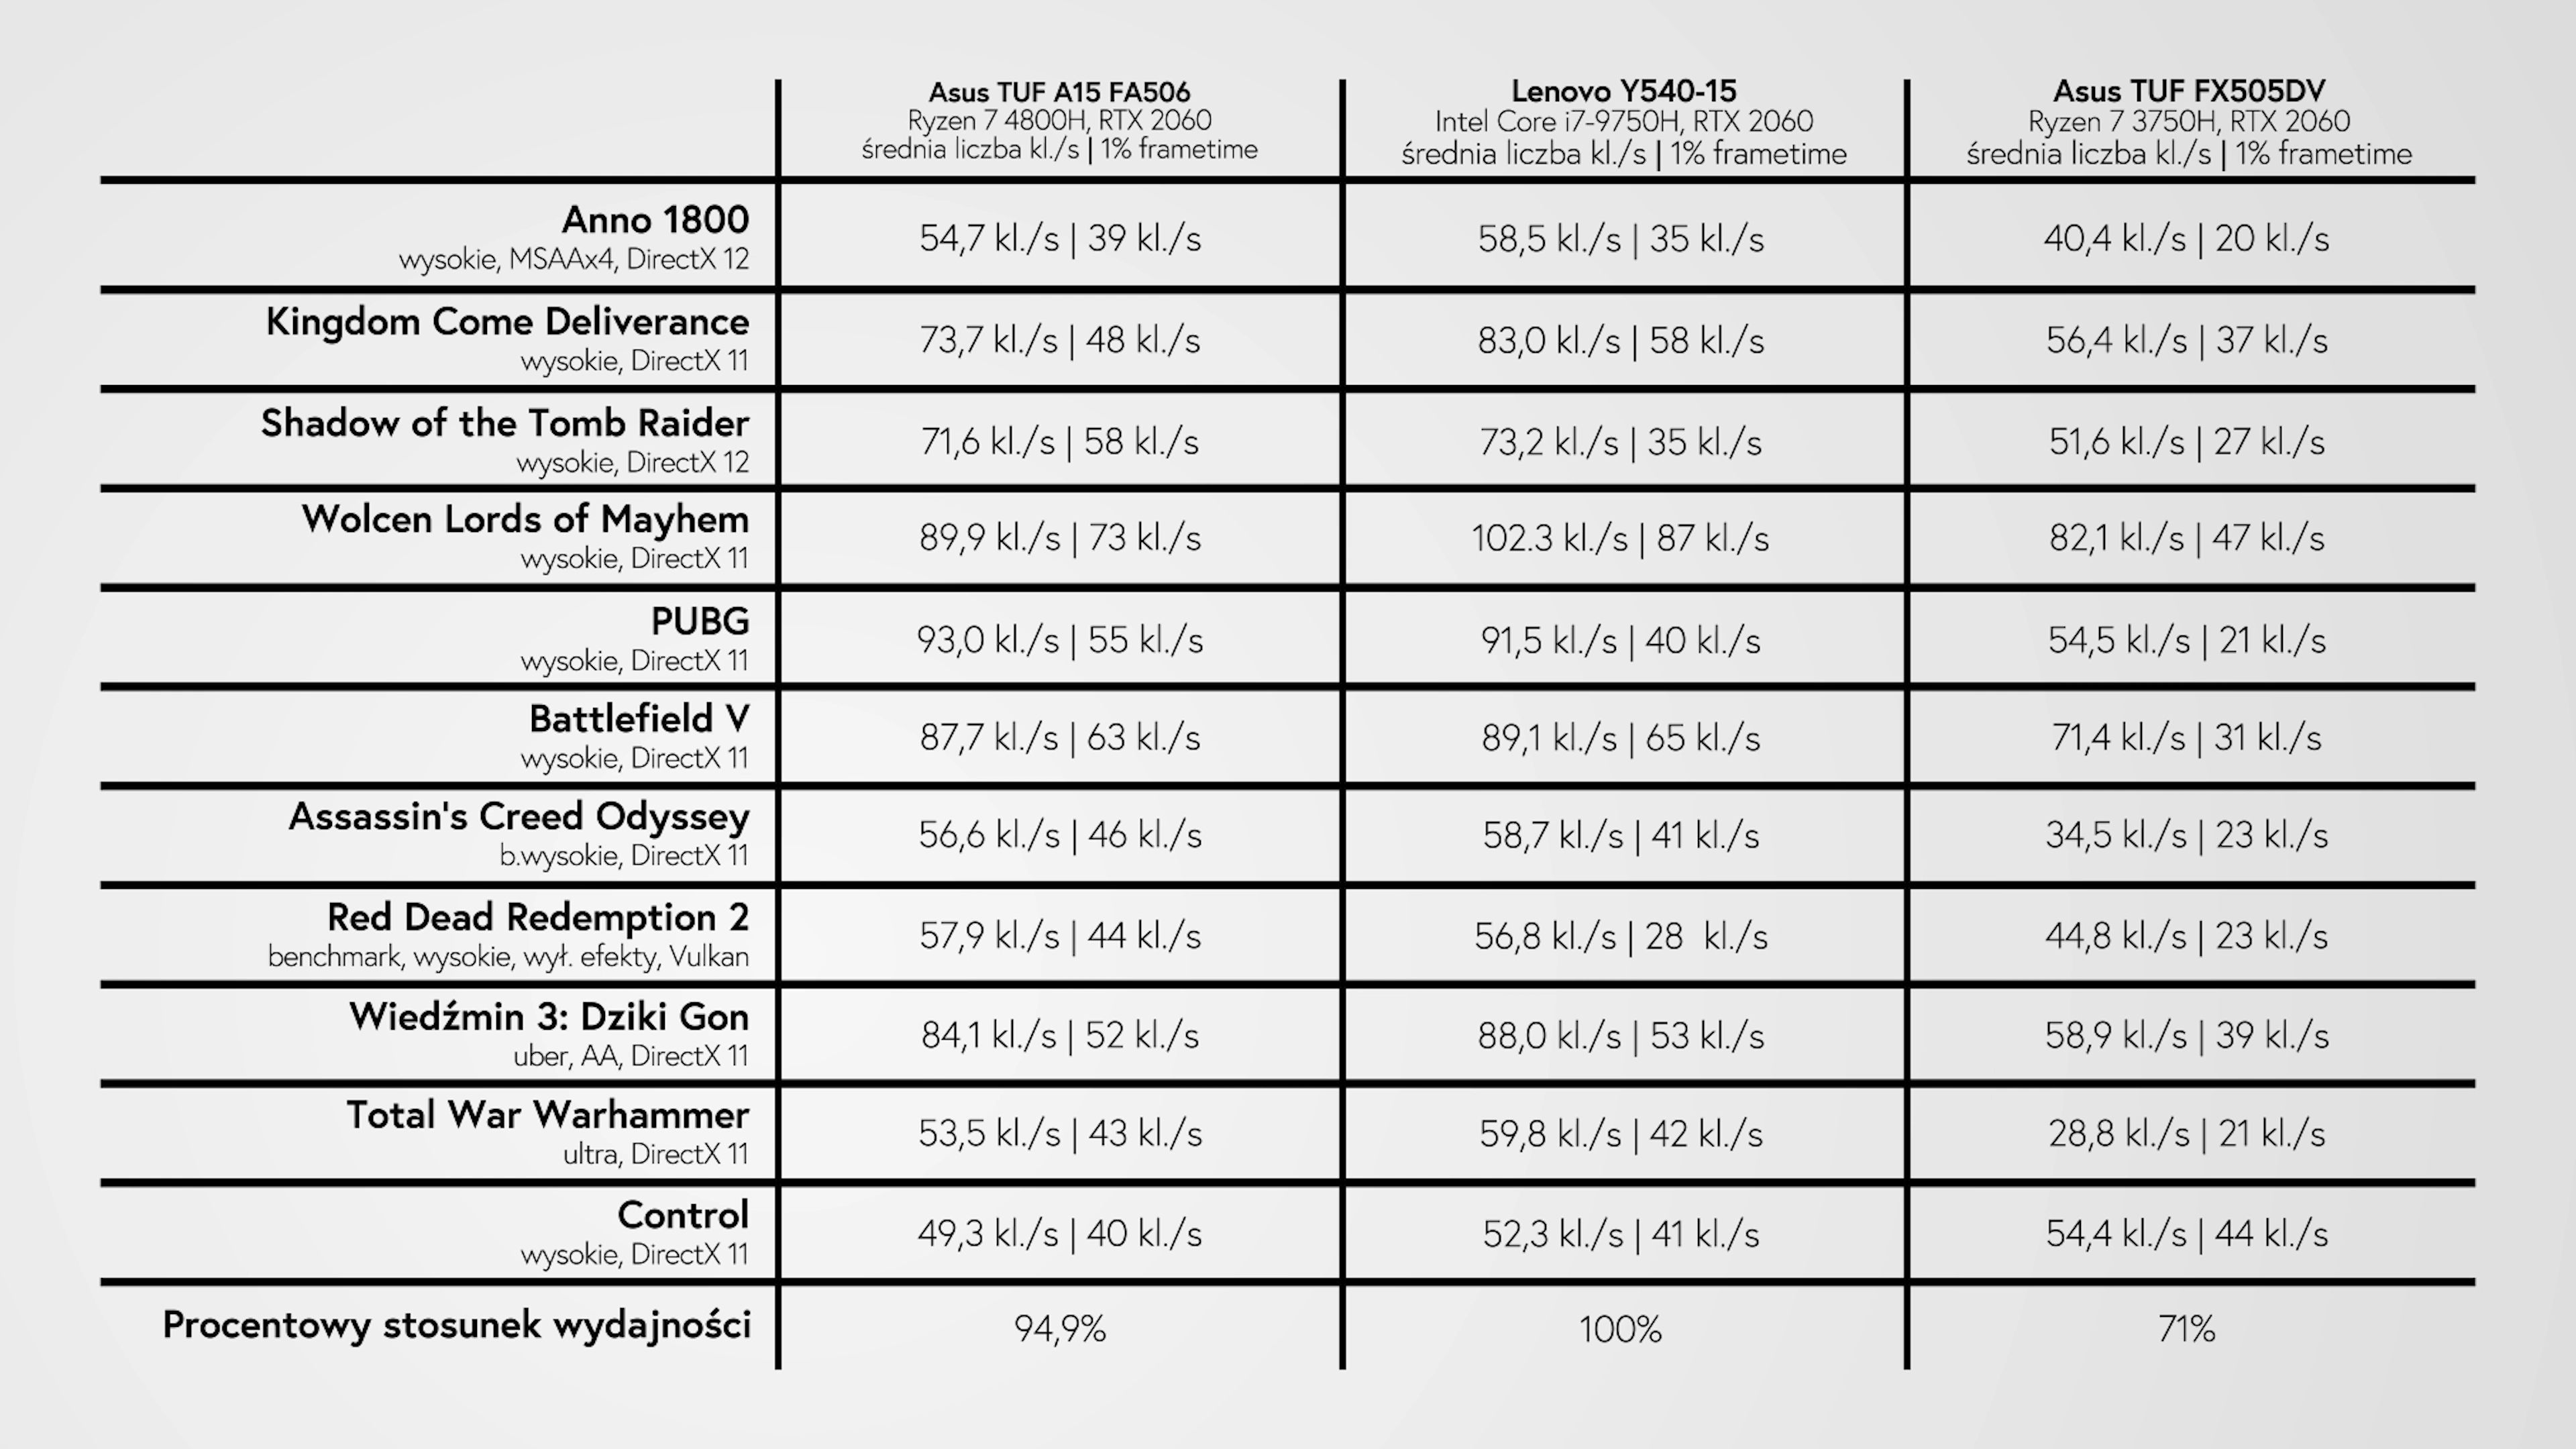 Asus TUF A15 FA506
Ryzen 7 4800H, RTX 2060
średnia liczba kl./s | 1% frametime
Lenovo Y540-15
Intel Core i7-9750H, RTX 2060
średnia liczba kl./s | 1% frametime
Asus TUF FX505DV
Ryzen 7 3750H, RTX 2060
średnia liczba kl./s | 1% frametime
Anno 1800
wysokie, MSAAx4, DirectX 12
54,7 kl./s | 39 kl./s
58,5 kl./s | 35 kl./s
40,4 kl./s | 20 kl./s
Kingdom Come Deliverance
wysokie, DirectX 11
73,7 kl./s | 48 kl./s
83,0 kl./s | 58 kl./s
56,4 kl./s | 37 kl./s
Shadow of the Tomb Raider
wysokie, DirectX 12
71,6 kl./s | 58 kl./s
73,2 kl./s | 35 kl./s
51,6 kl./s | 27 kl./s
Wolcen Lords of Mayhem
wysokie, DirectX 11
89,9 kl./s | 73 kl./s
102.3 kl./s | 87 kl./s
82,1 kl./s | 47 kl./s
PUBG
wysokie, DirectX 11
93,0 kl./s | 55 kl./s
91,5 kl./s | 40 kl./s
54,5 kl./s | 21 kl./s
Battlefield V
wysokie, DirectX 11
87,7 kl./s | 63 kl./s
89,1 kl./s | 65 kl./s
71,4 kl./s | 31 kl./s
Assassin's Creed Odyssey
b.wysokie, DirectX 11
56,6 kl./s | 46 kl./s
58,7 kl./s | 41 kl./s
34,5 kl./s | 23 kl./s
Red Dead Redemption 2
benchmark, wysokie, wył. efekty, Vulkan
57,9 kl./s | 44 kl./s
56,8 kl./s | 28 kl./s
44,8 kl./s | 23 kl./s
Wiedźmin 3: Dziki Gon
uber, AA, DirectX 11
84,1 kl./s | 52 kl./s
88,0 kl./s | 53 kl./s
58,9 kl./s | 39 kl./s
Total War Warhammer
ultra, DirectX 11
53,5 kl./s | 43 kl./s
59,8 kl./s | 42 kl./s
28,8 kl./s | 21 kl./s
Control
wysokie, DirectX 11
49,3 kl./s | 40 kl./s
52,3 kl./s | 41 kl./s
54,4 kl./s | 44 kl./s
Procentowy stosunek wydajności
94,9%
100%
71%